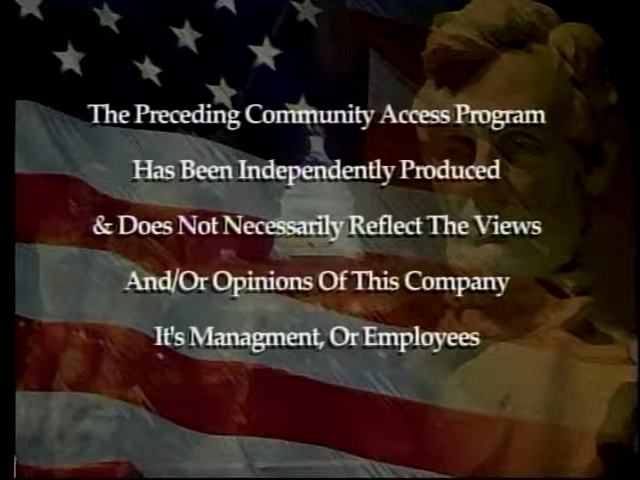 The Preceding Community Access Program
Has Been Independently Produced
& Does Not Necessarily Reflect The Views
And/Or Opinions Of This Company
It's Managment, Or Employees